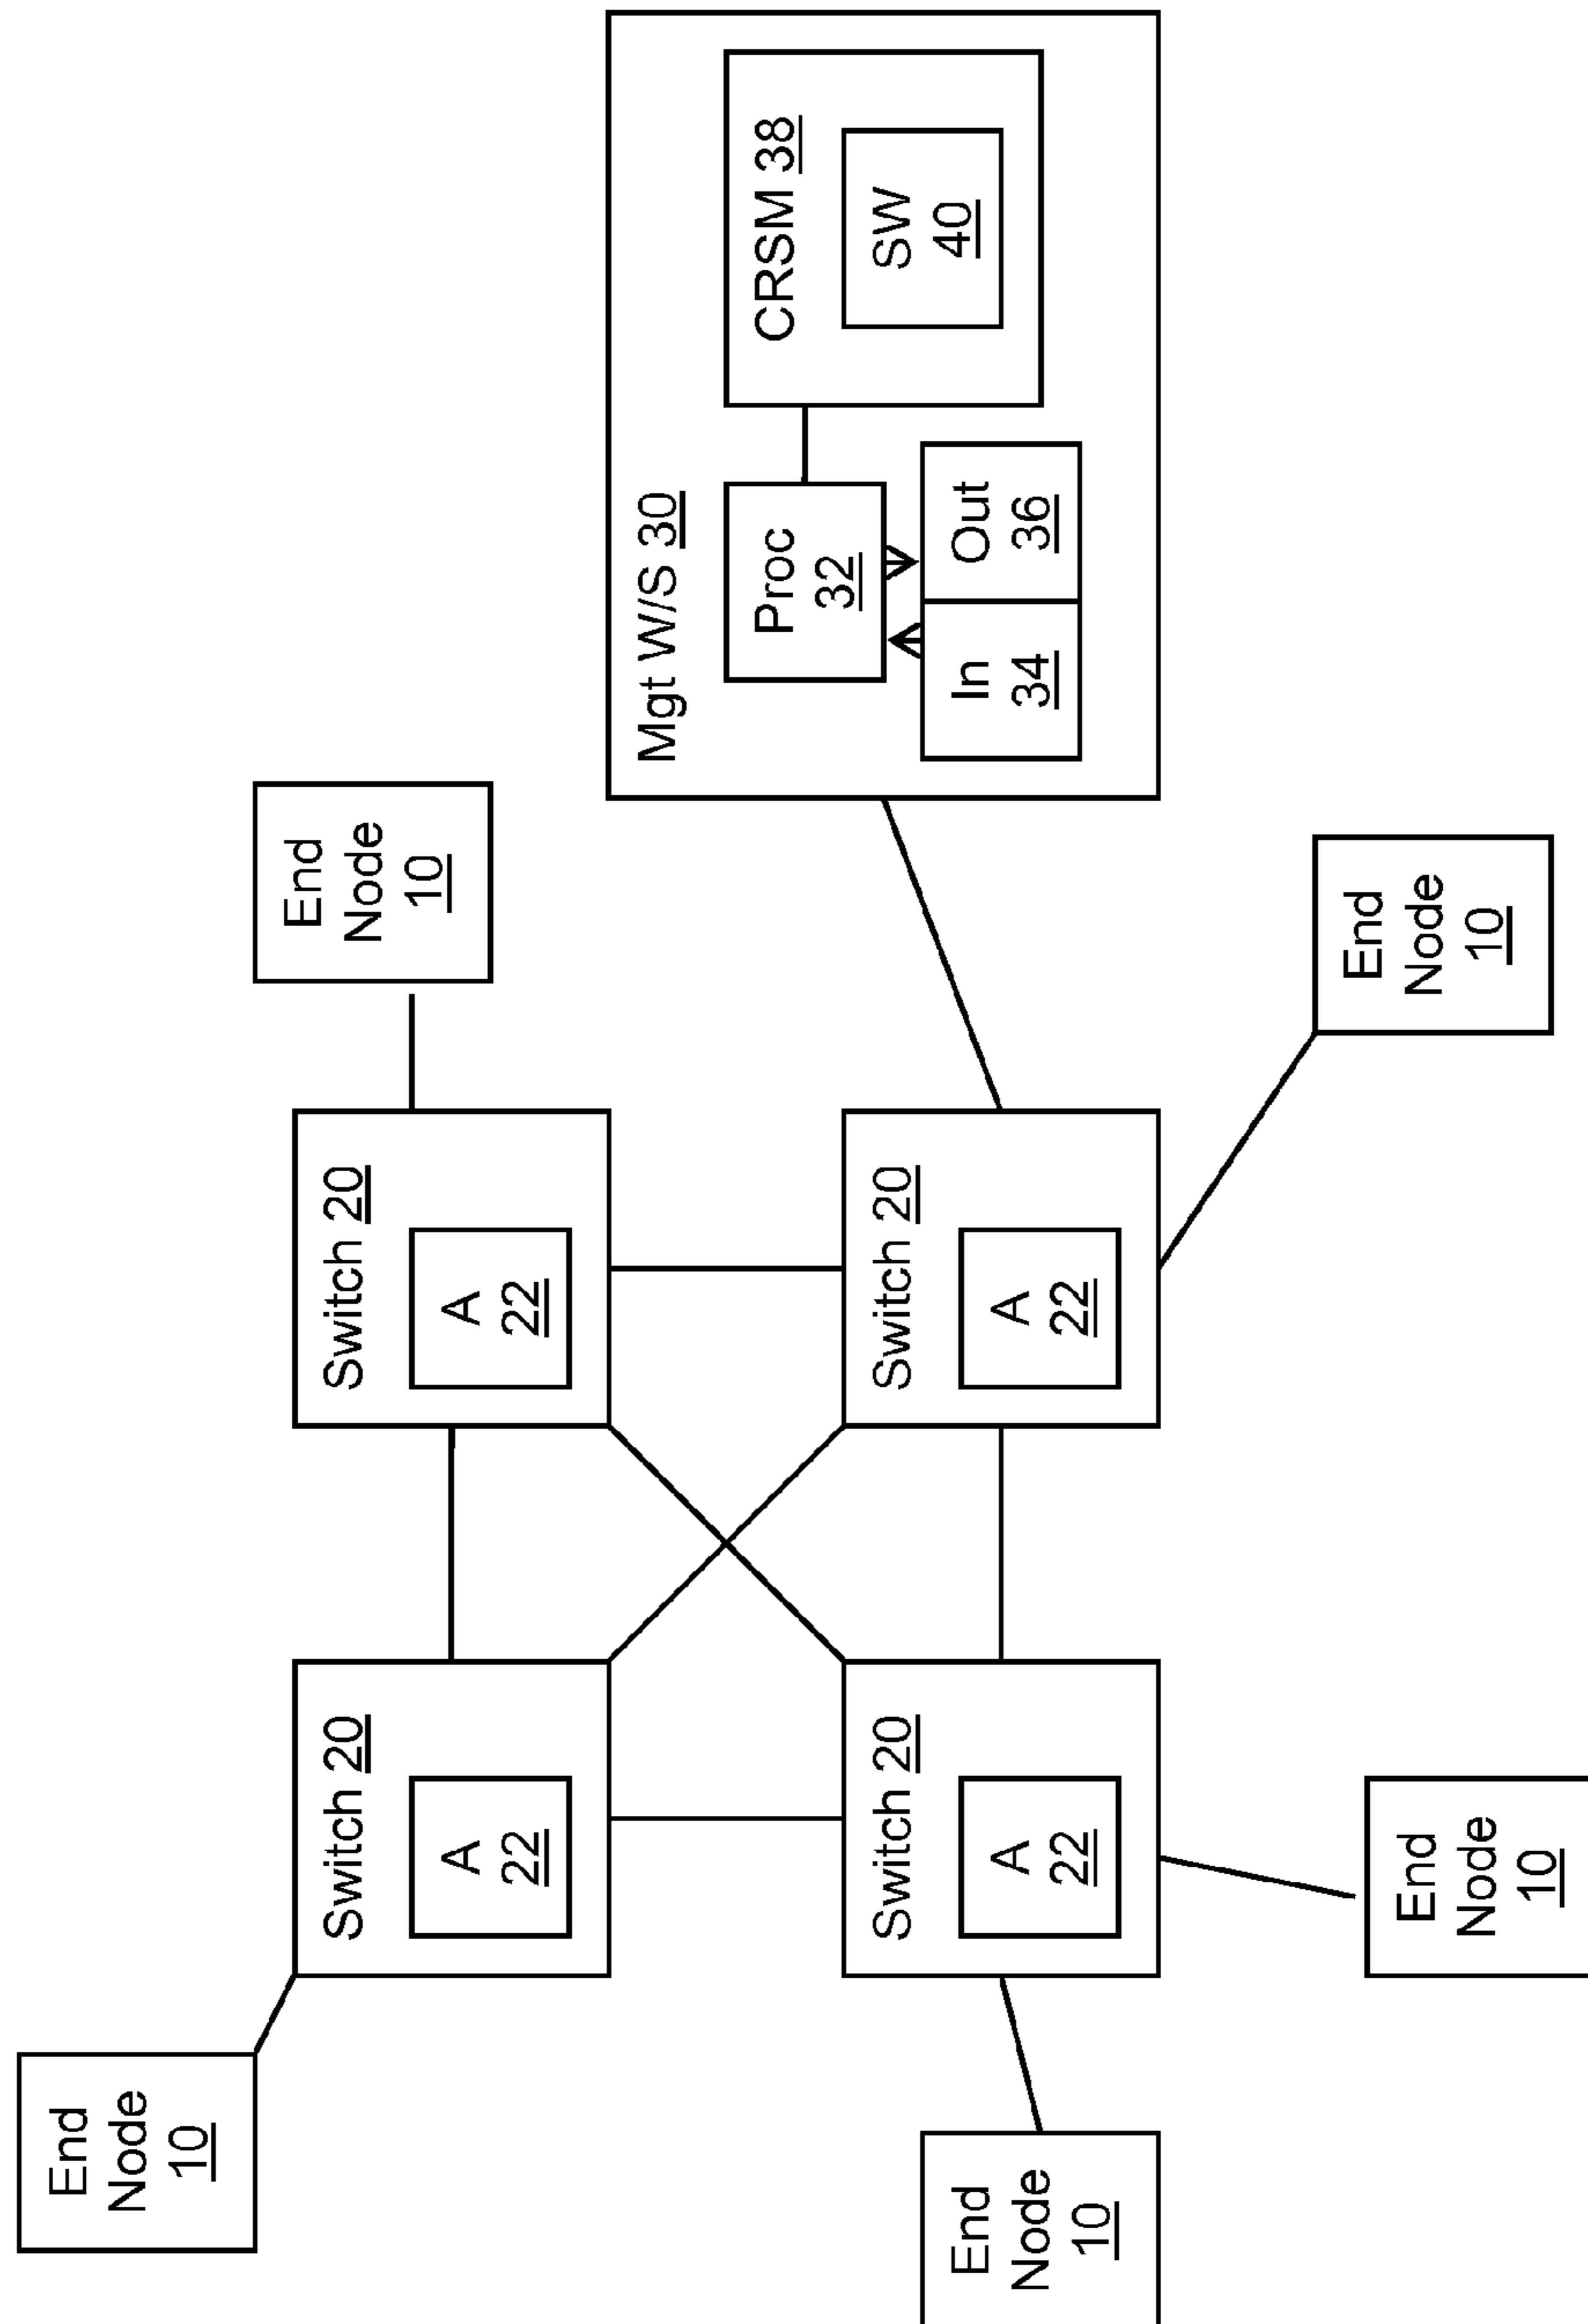 End
Node
10
End
Node
10
Switch 20
A
22
Switch 20
A
22
Mgt W/S 30
Proc
32
CRSM 38
SW
40
In
34
Out
36
Switch 20
A
22
Switch 20
A
22
End
Node
10
End
Node
10
End
Node
10